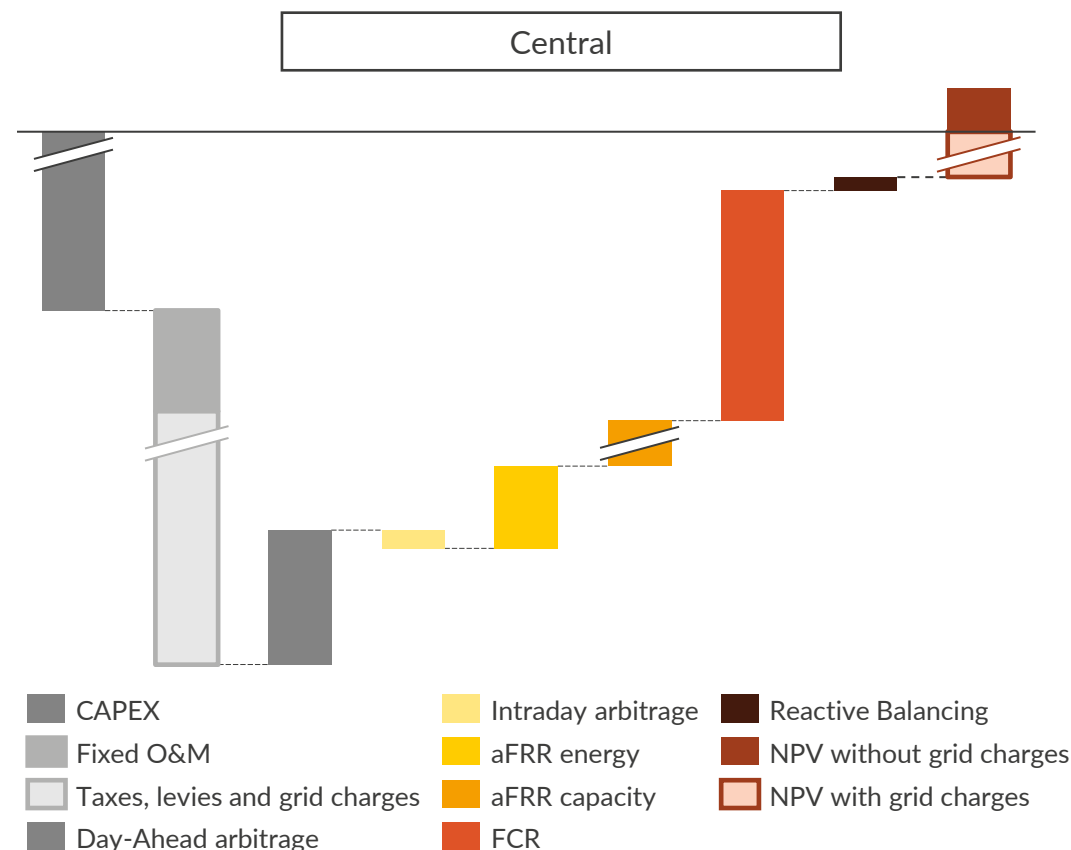 Central
CAPEX
Fixed O&M
Taxes, levies and grid charges
Day-Ahead arbitrage
Intraday arbitrage
aFRR energy
aFRR capacity
FCR
Reactive Balancing
NPV without grid charges
NPV with grid charges